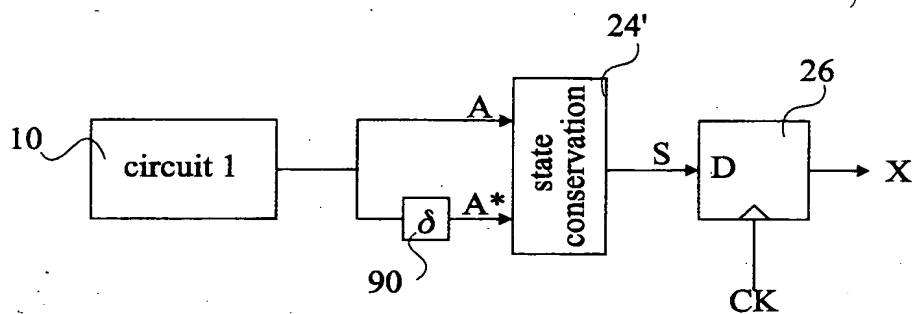 24'
26
10
circuit 1
A
A*
δ
90
state
conservation
S
D
X
CK